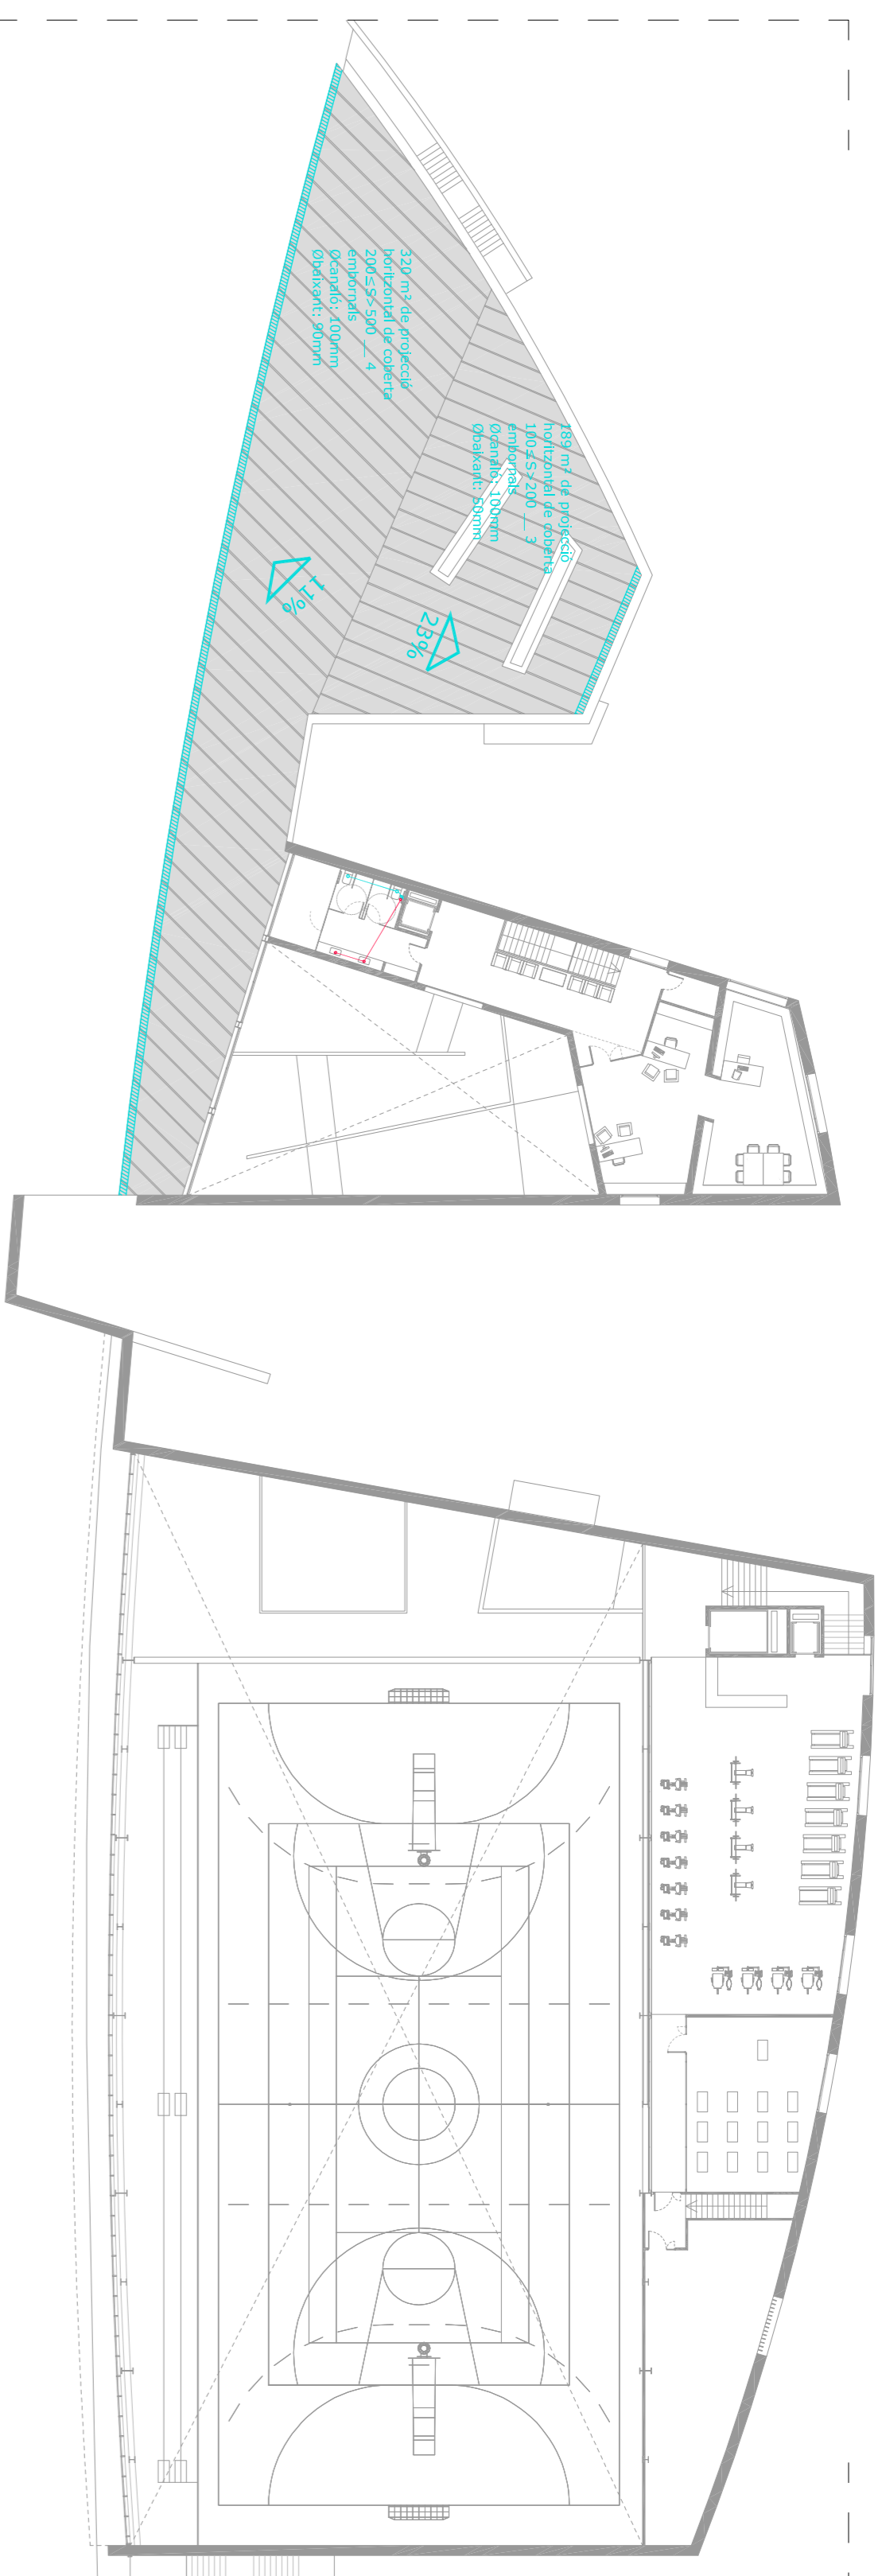 320 m² de projecció
horitzontal de coberta
200≤S>500 __ 4
embornals
Øcanaló: 100mm
Øbaixant: 90mm
189 m² de projecció
horitzontal de coberta
100≤S>200 __ 3
embornals
Øcanaló: 100mm
Øbaixant: 50mm
11%
23%